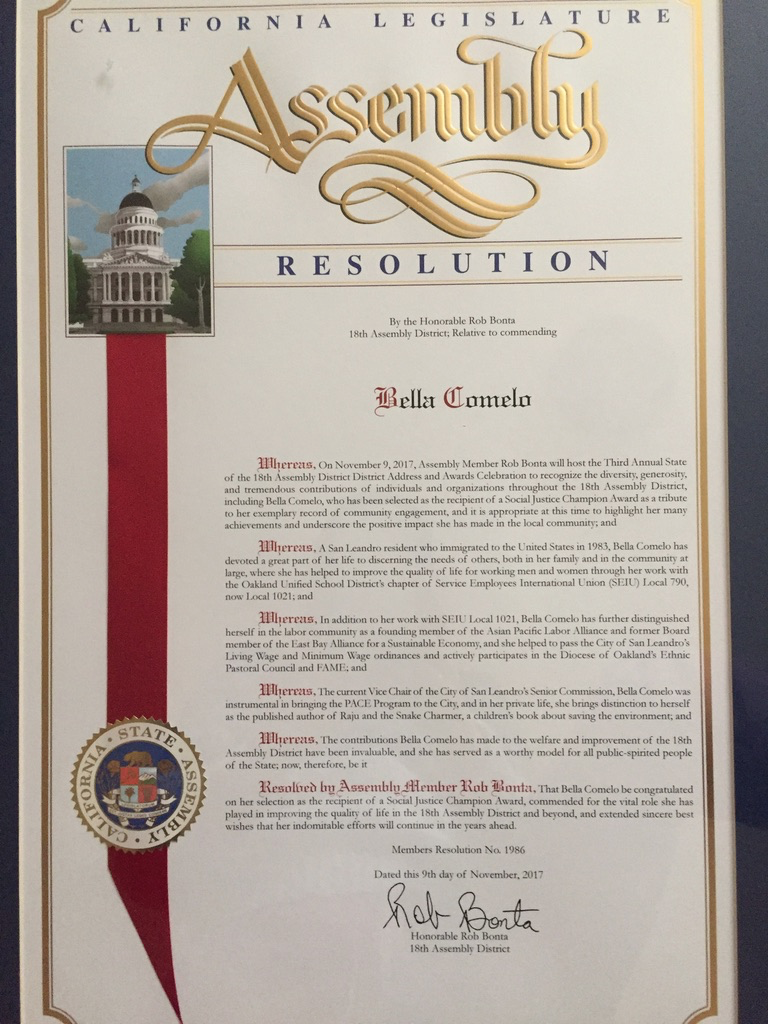 CALIFORNIA LEGISLATURE
Assembly
RESOLUTION
By the Honorable Rob Bonta
18th Assembly District; Relative to commending
Bella Comelo
Whereas, On November 9, 2017, Assembly Member Rob Bonta will host the Third Annual State
of the 18th Assembly District District Address and Awards Celebration to recognize the diversity, generosity,
and tremendous contributions of individuals and organizations throughout the 18th Assembly District,
including Bella Comelo, who has been selected as the recipient of a Social Justice Champion Award as a tribute
to her exemplary record of community engagement, and it is appropriate at this time to highlight her many
achievements and underscore the positive impact she has made in the local community; and
Whereas, A San Leandro resident who immigrated to the United States in 1983, Bella Comelo has
devoted a great part of her life to discerning the needs of others, both in her family and in the community at
large, where she has helped to improve the quality of life for working men and women through her work with
the Oakland Unified School District's chapter of Service Employees International Union (SEIU) Local 790,
now Local 1021; and
Whereas, In addition to her work with SEIU Local 1021, Bella Comelo has further distinguished
herself in the labor community as a founding member of the Asian Pacific Labor Alliance and former Board
member of the East Bay Alliance for a Sustainable Economy, and she helped to pass the City of San Leandro's
Living Wage and Minimum Wage ordinances and actively participates in the Diocese of Oakland's Ethnic
Pastoral Council and FAME; and
Whereas, The current Vice Chair of the City of San Leandro's Senior Commission, Bella Comelo was
instrumental in bringing the PACE Program to the City, and in her private life, she brings distinction to herself
as the published author of Raju and the Snake Charmer, a children's book about saving the environment; and
Whereas, The contributions Bella Comelo has made to the welfare and improvement of the 18th
Assembly District have been invaluable, and she has served as a worthy model for all public-spirited people
of the State; now, therefore, be it
Resolved by Assembly Member Rob Bonta, That Bella Comelo be congratulated
on her selection as the recipient of a Social Justice Champion Award, commended for the vital role she has
played in improving the quality of life in the 18th Assembly District and beyond, and extended sincere best
wishes that her indomitable efforts will continue in the years ahead.
CALIFORNIA STATE ASSEMBLY
Members Resolution No. 1986
Dated this 9th day of November, 2017
Rob Bonta
Honorable Rob Bonta
18th Assembly District